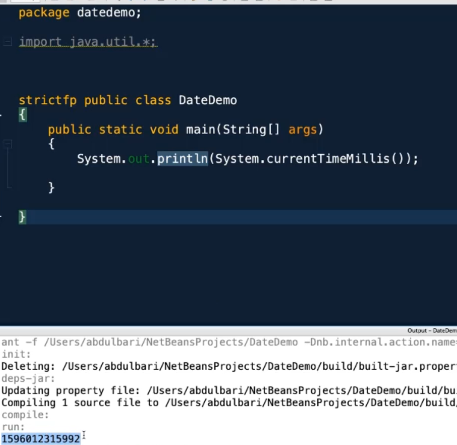 package datedemo;
import java.util.*;
strictfp public class DateDemo
{
public static void main(String[] args)
{
System.out.println(System.currentTimeMillis());
}
}
Output - DateDemo
ant -f /Users/abdulbari/NetBeansProjects/DateDemo -Dnb.internal.action.name=
init:
Deleting: /Users/abdulbari/NetBeansProjects/DateDemo/build/built-jar.proper
deps-jar:
Updating property file: /Users/abdulbari/NetBeansProjects/DateDemo/build/bu
Compiling 1 source file to /Users/abdulbari/NetBeansProjects/DateDemo/build/
compile:
run:
1596012315992